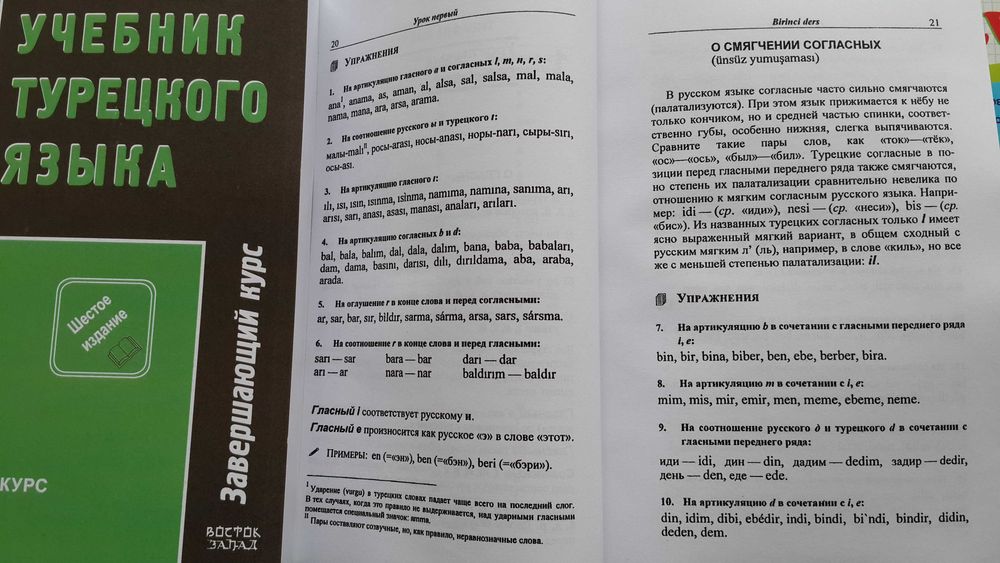 УЧЕБНИК
ТУРЕЦКОГО
ЯЗЫКА
Шестое
издание
КУРС
Завершающий курс
ВОСТОК
ЗАПАД
20
Урок первый
УПРАЖНЕНИЯ
1. На артикуляцию гласного a и согласных l, m, n, r, s:
ana¹, anama, as, aman, al, alsa, sal, salsa, mal, mala,
nama, mana, ara, arsa, arama.
2. На соотношение русского ы и турецкого ı:
малы-malıᴵᴵ, росы-arası, носы-anası, норы-narı, сыры-sırı,
осы-ası.
3. На артикуляцию гласного ı:
ılı, ısı, ısın, ısınma, ısınma, namıma, namına, sanıma, arı,
arısı, sarı, anası, asası, manası, anaları, arıları.
4. На артикуляцию согласных b и d:
bal, bala, balım, dal, dala, dalım, bana, baba, babaları,
dam, dama, basını, darısı, dılı, dırıldama, aba, araba,
arada.
5. На оглушение r в конце слова и перед согласными:
ar, sar, bar, sır, bildır, sarma, sárma, arsa, sars, sársma.
6. На соотношение r в конце слова и перед гласными:
sarı — sar bara — bar darı — dar
arı — ar nara — nar baldırım — baldır
Гласный i соответствует русскому и.
Гласный e произносится как русское «э» в слове «этот».
ПРИМЕРЫ: en (=«эн»), ben (=«бэн»), beri (=«бэри»).
¹ Ударение (vurgu) в турецких словах падает чаще всего на последний слог.
В тех случаях, когда это правило не выдерживается, над ударными гласными
помещается специальный значок: ánma.
ᴵᴵ Пары составляют созвучные, но, как правило, неравнозначные слова.
Birinci ders
21
О СМЯГЧЕНИИ СОГЛАСНЫХ
(ünsüz yumuşaması)
В русском языке согласные часто сильно смягчаются
(палатализуются). При этом язык прижимается к нёбу не
только кончиком, но и средней частью спинки, соответ-
ственно губы, особенно нижняя, слегка выпячиваются.
Сравните такие пары слов, как «ток»—«тёк»,
«ос»—«ось», «был»—«бил». Турецкие согласные в по-
зиции перед гласными переднего ряда также смягчаются,
но степень их палатализации сравнительно невелика по
отношению к мягким согласным русского языка. Напри-
мер: idi — (ср. «иди»), nesi — (ср. «неси»), bis — (ср.
«бис»). Из названных турецких согласных только l имеет
ясно выраженный мягкий вариант, в общем сходный с
русским мягким л' (ль), например, в слове «киль», но все
же с меньшей степенью палатализации: il.
УПРАЖНЕНИЯ
7. На артикуляцию b в сочетании с гласными переднего ряда
i, e:
bin, bir, bina, biber, ben, ebe, berber, bira.
8. На артикуляцию m в сочетании с i, e:
mim, mis, mir, emir, men, meme, ebeme, neme.
9. На соотношение русского д и турецкого d в сочетании с
гласными переднего ряда:
иди — idi, дин — din, дадим — dedim, задир — dedir,
день — den, еде — ede.
10. На артикуляцию d в сочетании с i, e:
din, idim, dibi, ebédir, indi, bindi, bi'ndi, bindir, didin,
deden, dem.